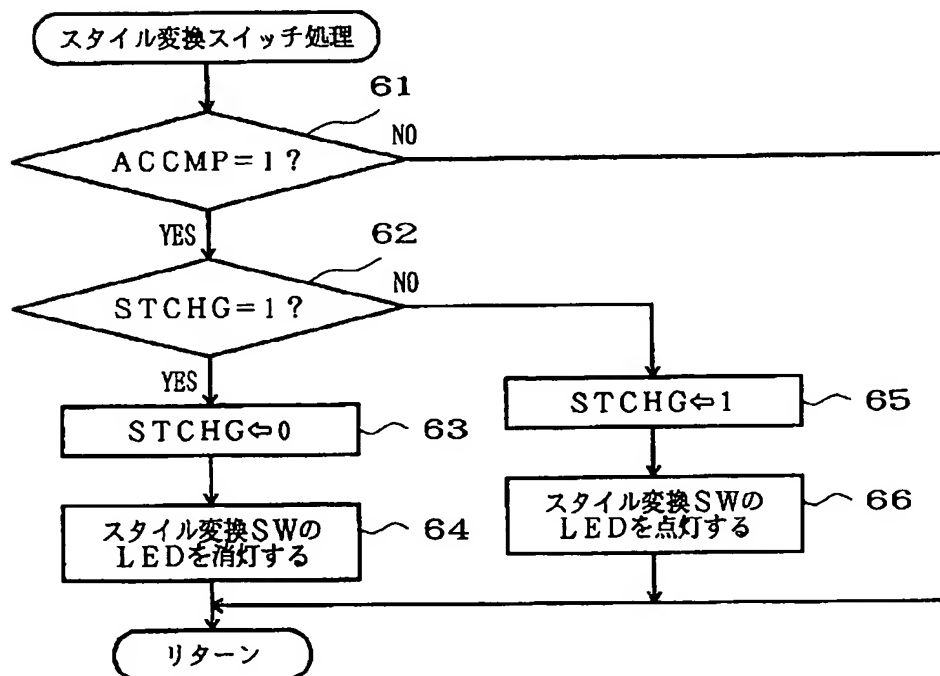 スタイル変換スイッチ処理
61
ACCMP=1?
NO
YES
62
STCHG=1?
NO
YES
STCHG⇦0
63
STCHG⇦1
65
スタイル変換SWの
LEDを消灯する
64
スタイル変換SWの
LEDを点灯する
66
リターン